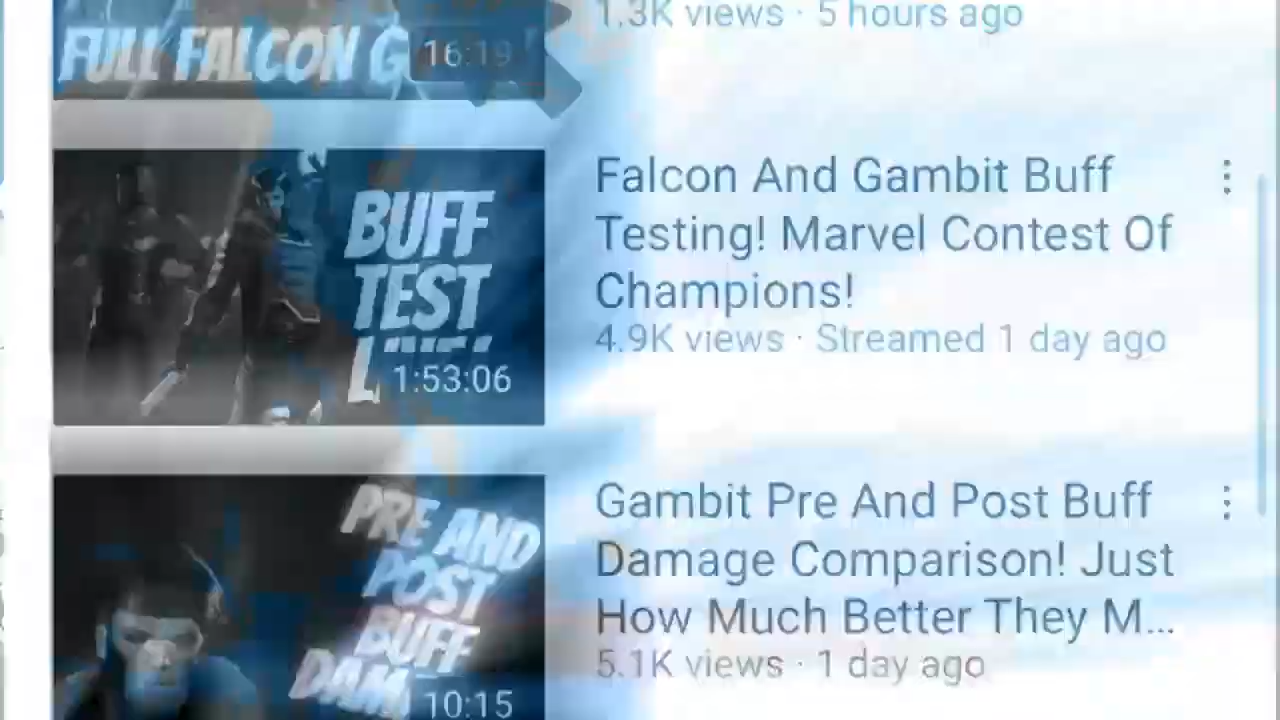 1.3K views · 5 hours ago
FULL FALCON G
16:19
BUFF
TEST
1:53:06
Falcon And Gambit Buff
Testing! Marvel Contest Of
Champions!
4.9K views · Streamed 1 day ago
PRE AND
POST
BUFF
DAM
10:15
Gambit Pre And Post Buff
Damage Comparison! Just
How Much Better They M...
5.1K views · 1 day ago